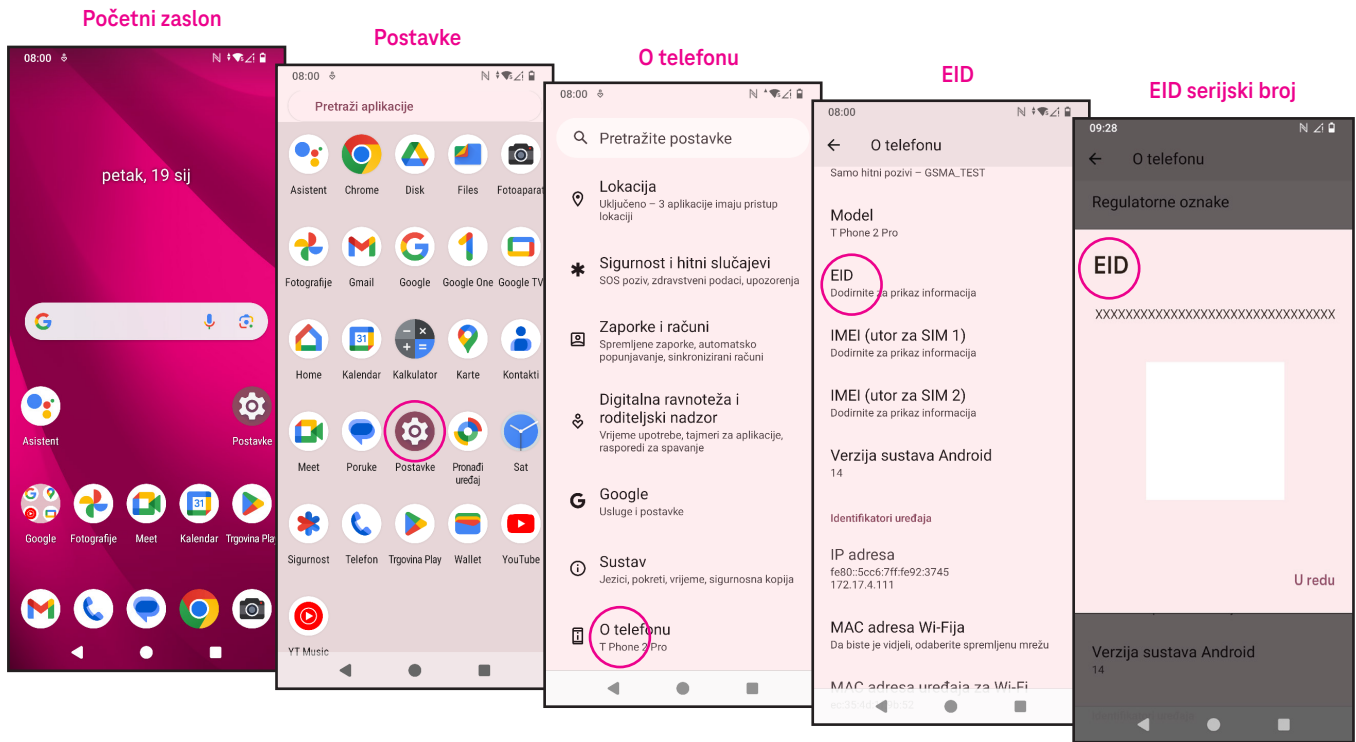 Početni zaslon
08:00
petak, 19 sij
Asistent
Postavke
Google Fotografije Meet Kalendar Trgovina Pla
Postavke
08:00
Pretraži aplikacije
Asistent Chrome Disk Files Fotoaparat
Fotografije Gmail Google Google One Google TV
Home Kalendar Kalkulator Karte Kontakti
Meet Poruke Postavke Pronađi uređaj Sat
Sigurnost Telefon Trgovina Play Wallet YouTube
YT Music
O telefonu
08:00
Pretražite postavke
Lokacija
Uključeno – 3 aplikacije imaju pristup
lokaciji
Sigurnost i hitni slučajevi
SOS poziv, zdravstveni podaci, upozorenja
Zaporke i računi
Spremljene zaporke, automatsko
popunjavanje, sinkronizirani računi
Digitalna ravnoteža i
roditeljski nadzor
Vrijeme upotrebe, tajmeri za aplikacije,
rasporedi za spavanje
Google
Usluge i postavke
Sustav
Jezici, pokreti, vrijeme, sigurnosna kopija
O telefonu
T Phone 2 Pro
EID
08:00
O telefonu
Samo hitni pozivi – GSMA_TEST
Model
T Phone 2 Pro
EID
Dodirnite za prikaz informacija
IMEI (utor za SIM 1)
Dodirnite za prikaz informacija
IMEI (utor za SIM 2)
Dodirnite za prikaz informacija
Verzija sustava Android
14
Identifikatori uređaja
IP adresa
fe80::5cc6:7ff:fe92:3745
172.17.4.111
MAC adresa Wi-Fija
Da biste je vidjeli, odaberite spremljenu mrežu
MAC adresa uređaja za Wi-Fi
EID serijski broj
09:28
O telefonu
Regulatorne oznake
EID
XXXXXXXXXXXXXXXXXXXXXXXXXXXXXXXX
U redu
Verzija sustava Android
14